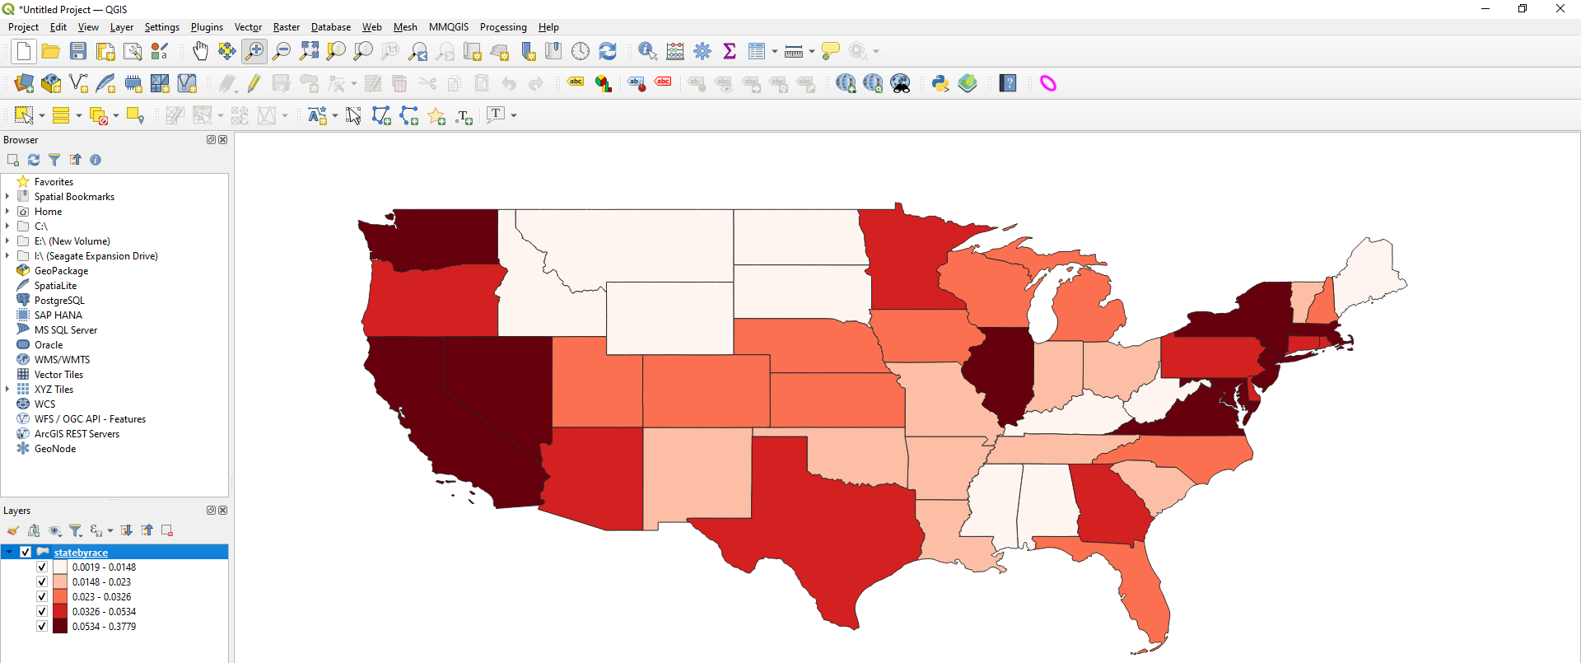 *Untitled Project — QGIS
Project Edit View Layer Settings Plugins Vector Raster Database Web Mesh MMQGIS Processing Help
Browser
Favorites
Spatial Bookmarks
Home
C:\
E:\ (New Volume)
I:\ (Seagate Expansion Drive)
GeoPackage
SpatiaLite
PostgreSQL
SAP HANA
MS SQL Server
Oracle
WMS/WMTS
Vector Tiles
XYZ Tiles
WCS
WFS / OGC API - Features
ArcGIS REST Servers
GeoNode
Layers
statebyrace
0.0019 - 0.0148
0.0148 - 0.023
0.023 - 0.0326
0.0326 - 0.0534
0.0534 - 0.3779